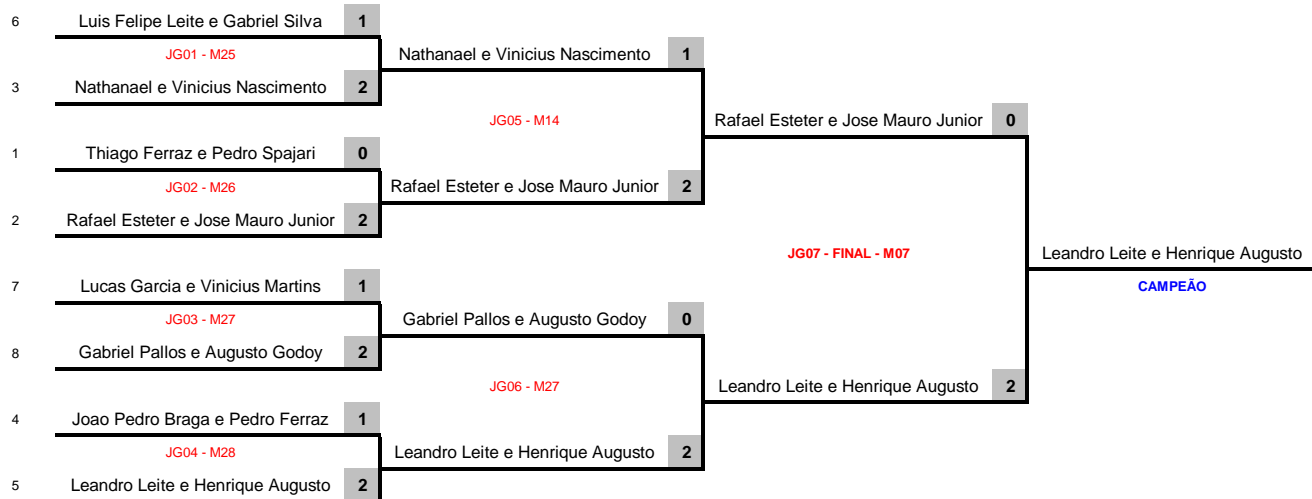 6 Luis Felipe Leite e Gabriel Silva 1
JG01 - M25
Nathanael e Vinicius Nascimento 1
3 Nathanael e Vinicius Nascimento 2
JG05 - M14
Rafael Esteter e Jose Mauro Junior 0
1 Thiago Ferraz e Pedro Spajari 0
JG02 - M26
Rafael Esteter e Jose Mauro Junior 2
2 Rafael Esteter e Jose Mauro Junior 2
JG07 - FINAL - M07
Leandro Leite e Henrique Augusto
CAMPEÃO
7 Lucas Garcia e Vinicius Martins 1
JG03 - M27
Gabriel Pallos e Augusto Godoy 0
8 Gabriel Pallos e Augusto Godoy 2
JG06 - M27
Leandro Leite e Henrique Augusto 2
4 Joao Pedro Braga e Pedro Ferraz 1
JG04 - M28
Leandro Leite e Henrique Augusto 2
5 Leandro Leite e Henrique Augusto 2